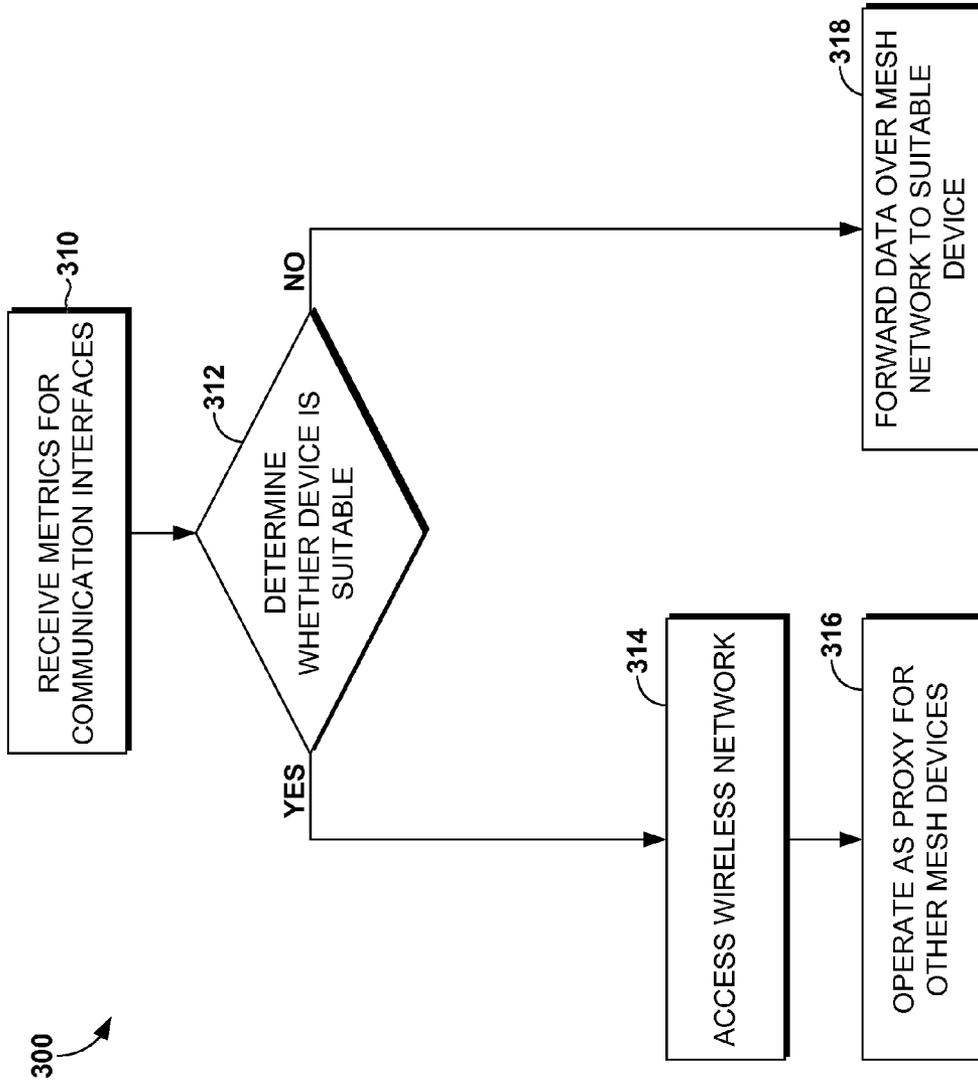 300
RECEIVE METRICS FOR
COMMUNICATION INTERFACES
310
DETERMINE
WHETHER DEVICE IS
SUITABLE
312
YES
NO
ACCESS WIRELESS NETWORK
314
OPERATE AS PROXY FOR
OTHER MESH DEVICES
316
FORWARD DATA OVER MESH
NETWORK TO SUITABLE
DEVICE
318